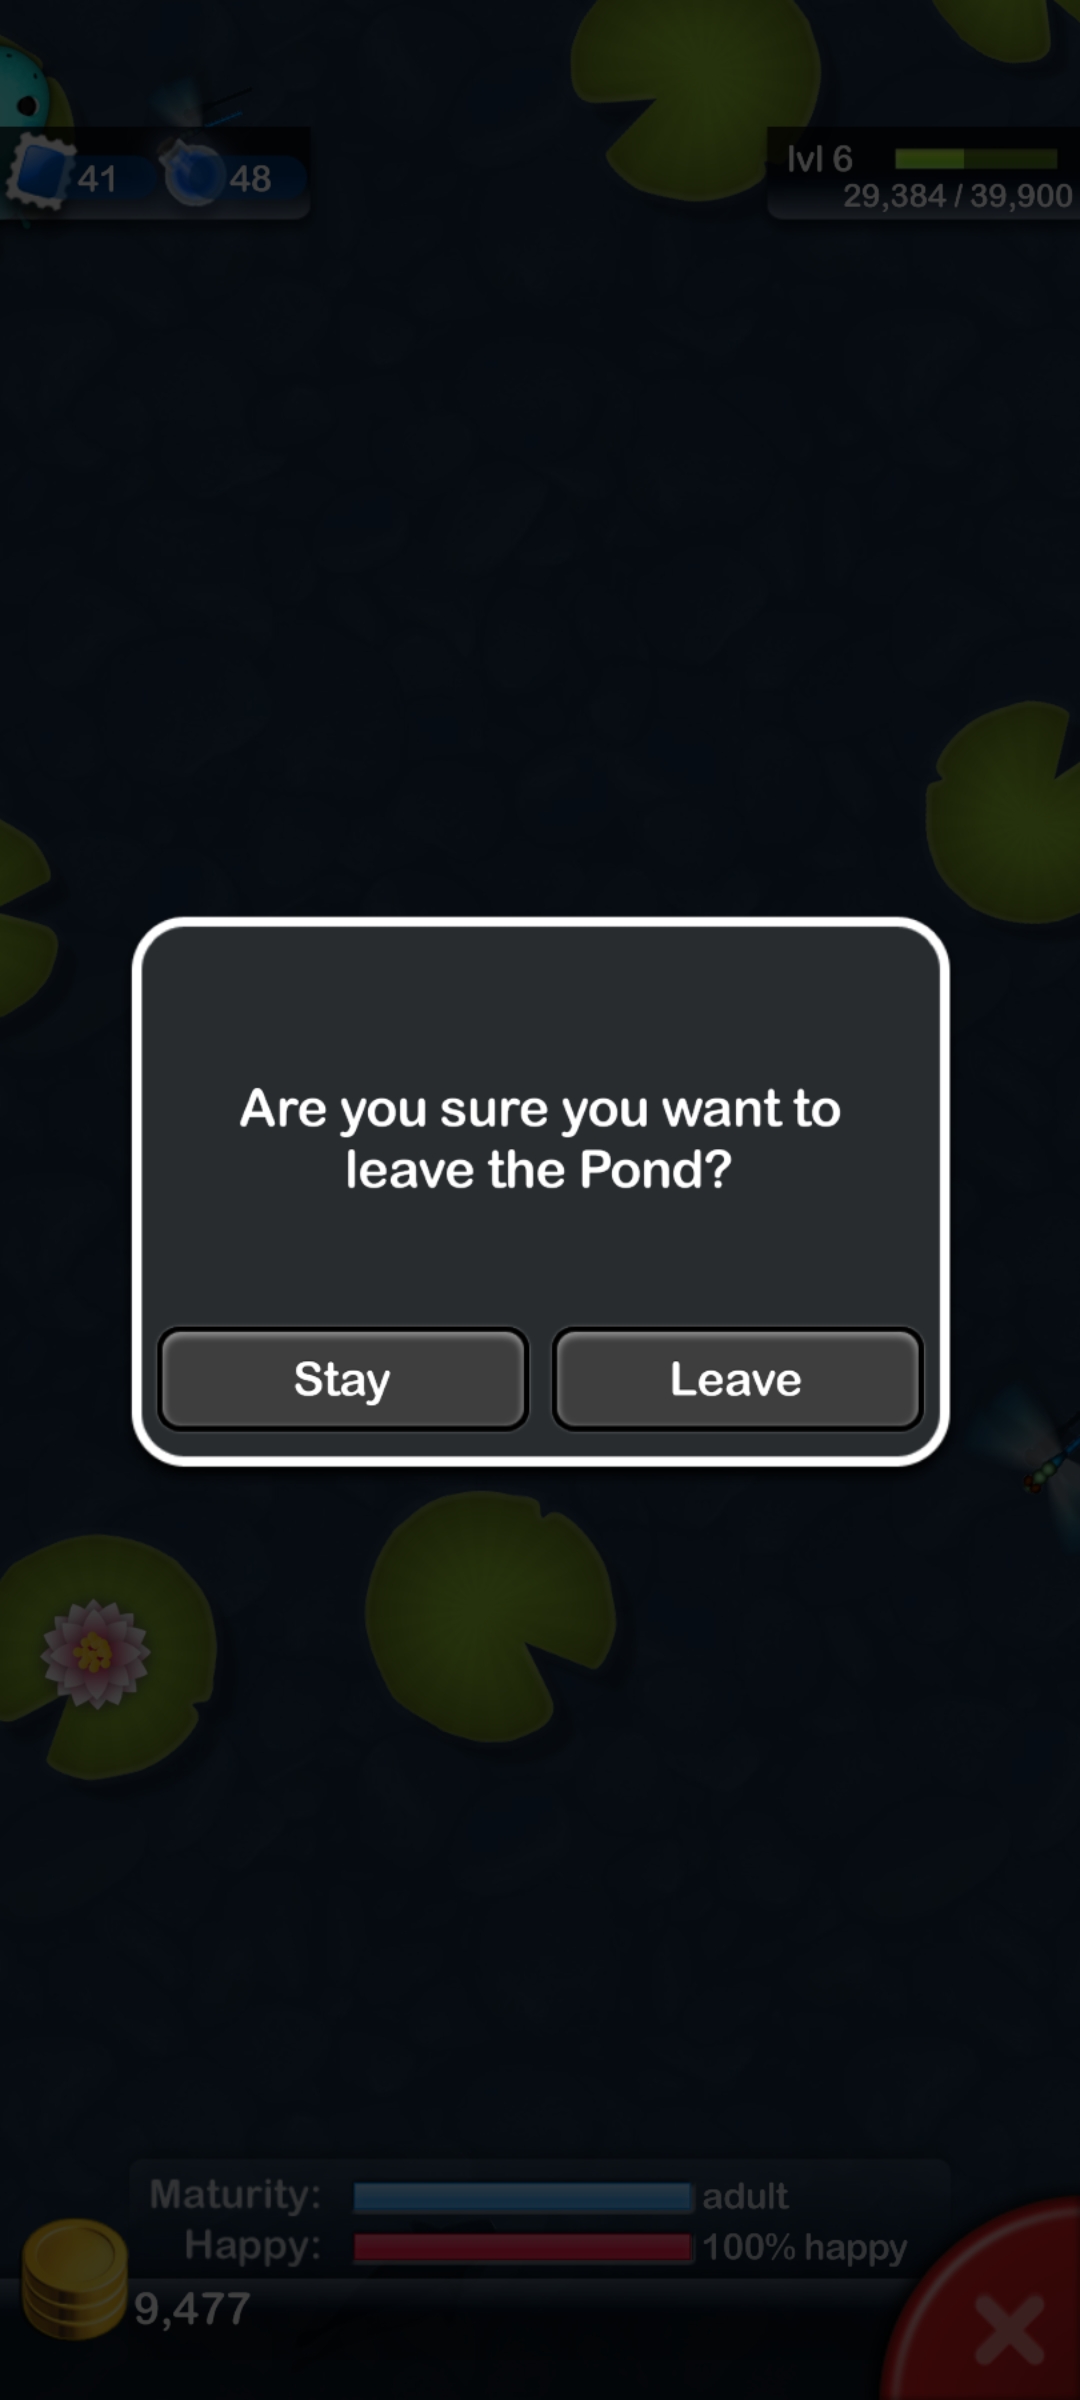 41
48
lvl 6
29,384 / 39,900
Are you sure you want to
leave the Pond?
Stay
Leave
Maturity:
adult
Happy:
100% happy
9,477